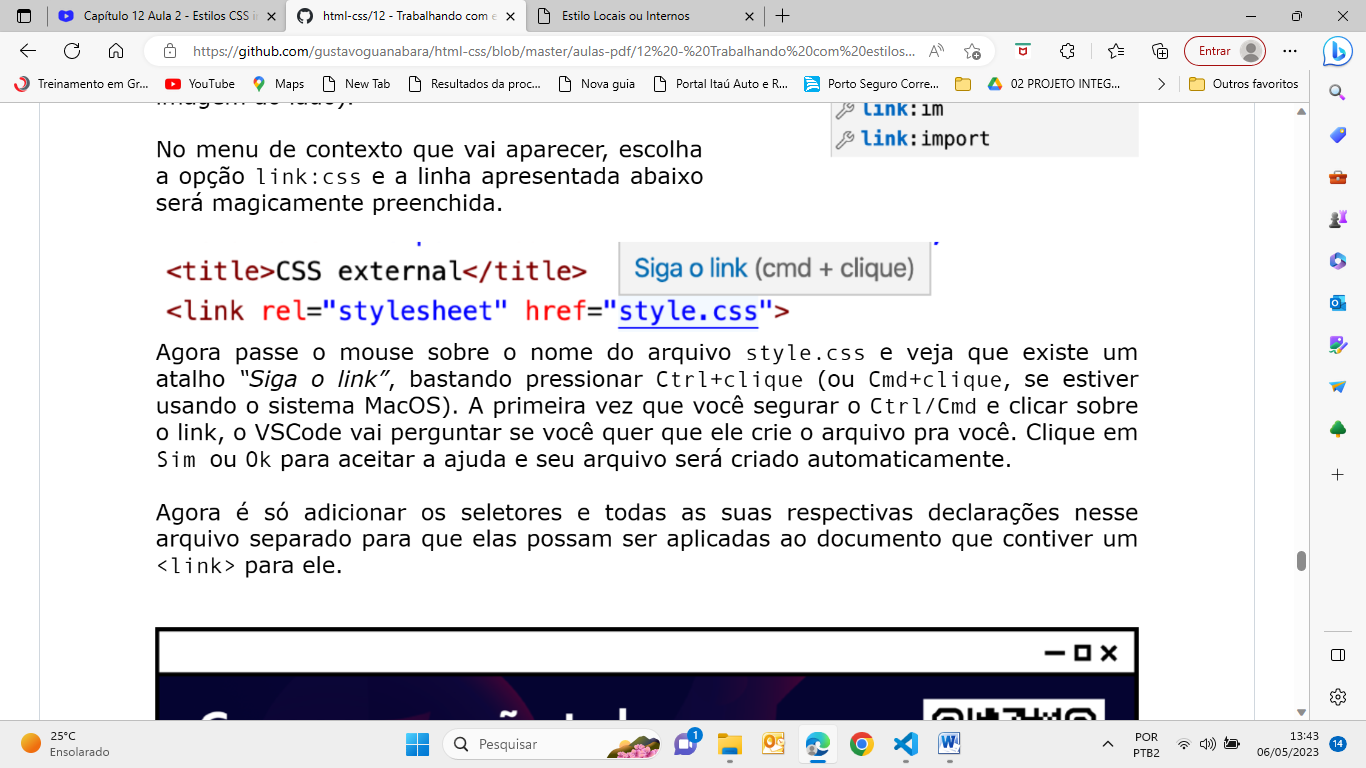 Capítulo 12 Aula 2 - Estilos CSS in
html-css/12 - Trabalhando com e
Estilo Locais ou Internos
https://github.com/gustavoguanabara/html-css/blob/master/aulas-pdf/12%20-%20Trabalhando%20com%20estilos...
Entrar
Treinamento em Gr...
YouTube
Maps
New Tab
Resultados da proc...
Nova guia
Portal Itaú Auto e R...
Porto Seguro Corre...
02 PROJETO INTEG...
Outros favoritos
imagem ao lado).
link:im
link:import
No menu de contexto que vai aparecer, escolha
a opção link:css e a linha apresentada abaixo
será magicamente preenchida.
<title>CSS external</title>
Siga o link (cmd + clique)
<link rel="stylesheet" href="style.css">
Agora passe o mouse sobre o nome do arquivo style.css e veja que existe um
atalho “Siga o link”, bastando pressionar Ctrl+clique (ou Cmd+clique, se estiver
usando o sistema MacOS). A primeira vez que você segurar o Ctrl/Cmd e clicar sobre
o link, o VSCode vai perguntar se você quer que ele crie o arquivo pra você. Clique em
Sim ou Ok para aceitar a ajuda e seu arquivo será criado automaticamente.
Agora é só adicionar os seletores e todas as suas respectivas declarações nesse
arquivo separado para que elas possam ser aplicadas ao documento que contiver um
<link> para ele.
25°C
Ensolarado
Pesquisar
1
POR
PTB2
13:43
06/05/2023
14